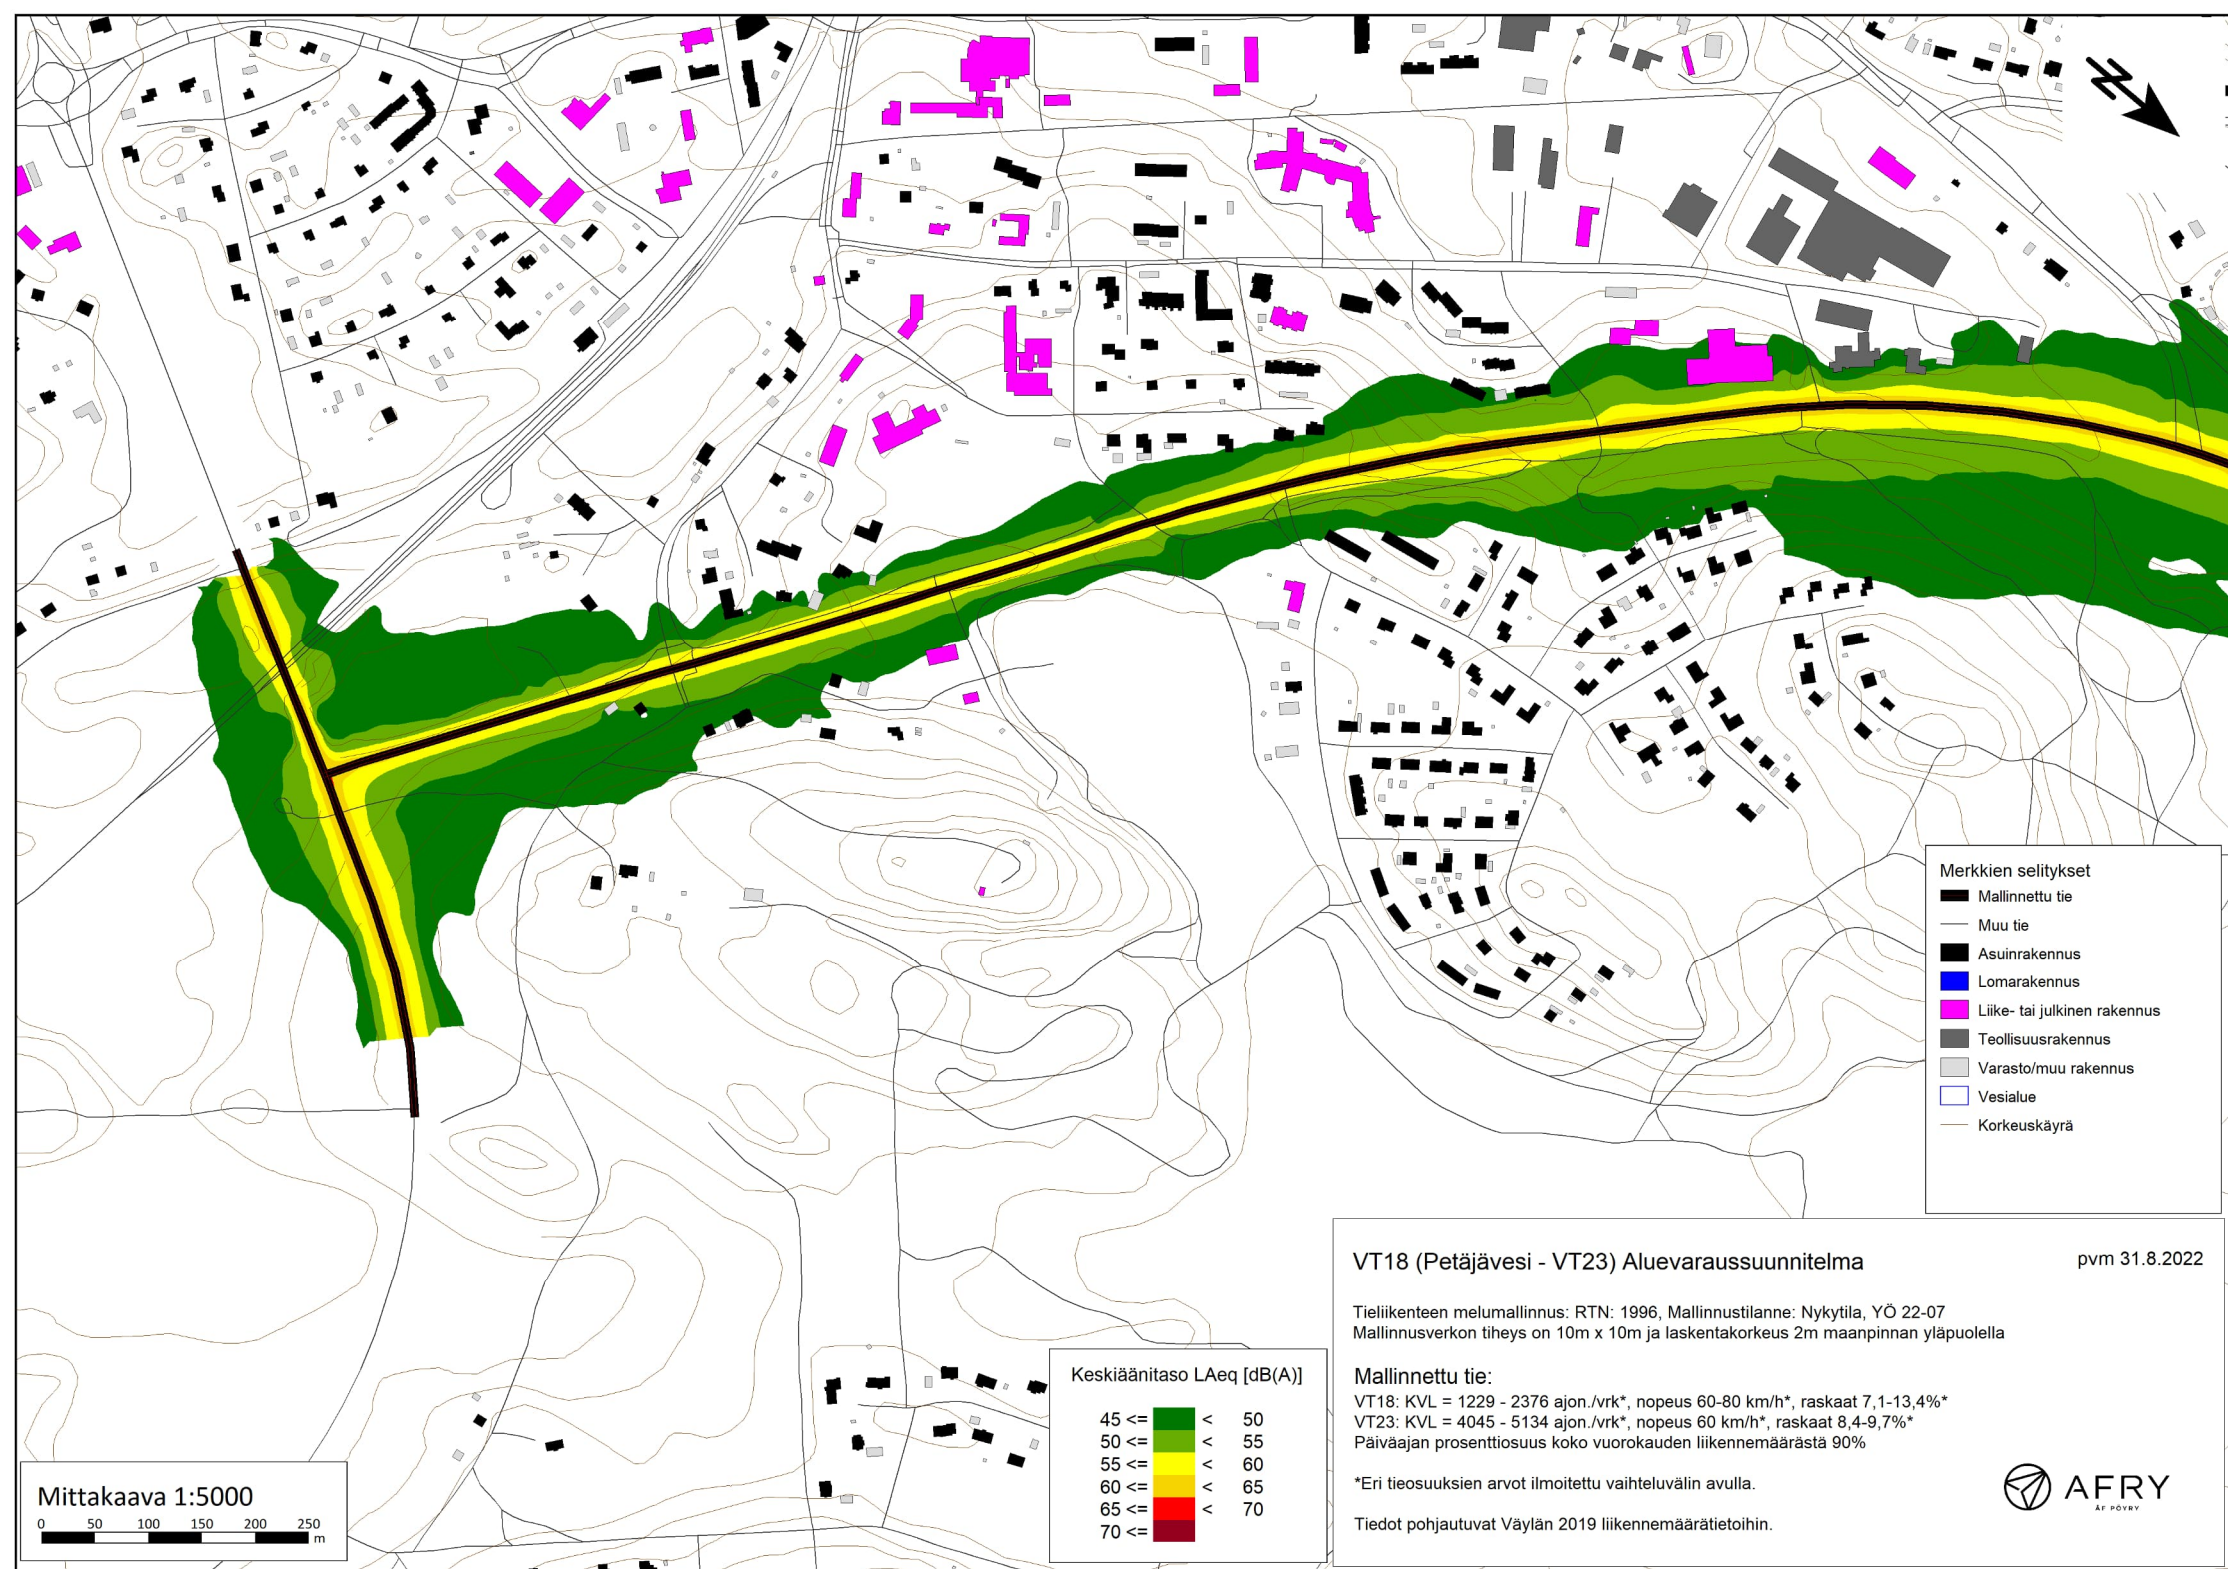 Merkkien selitykset
Mallinnettu tie
Muu tie
Asuinrakennus
Lomarakennus
Liike- tai julkinen rakennus
Teollisuusrakennus
Varasto/muu rakennus
Vesialue
Korkeuskäyrä
VT18 (Petäjävesi - VT23) Aluevaraussuunnitelma pvm 31.8.2022
Tieliikenteen melumallinnus: RTN: 1996, Mallinnustilanne: Nykytila, YÖ 22-07
Mallinnusverkon tiheys on 10m x 10m ja laskentakorkeus 2m maanpinnan yläpuolella
Mallinnettu tie:
VT18: KVL = 1229 - 2376 ajon./vrk*, nopeus 60-80 km/h*, raskaat 7,1-13,4%*
VT23: KVL = 4045 - 5134 ajon./vrk*, nopeus 60 km/h*, raskaat 8,4-9,7%*
Päiväajan prosenttiosuus koko vuorokauden liikennemäärästä 90%
*Eri tieosuuksien arvot ilmoitettu vaihteluvälin avulla.
Tiedot pohjautuvat Väylän 2019 liikennemäärätietoihin.
AFRY
ÅF PÖYRY
Keskiäänitaso LAeq [dB(A)]
45 <= < 50
50 <= < 55
55 <= < 60
60 <= < 65
65 <= < 70
70 <=
Mittakaava 1:5000
0 50 100 150 200 250
m